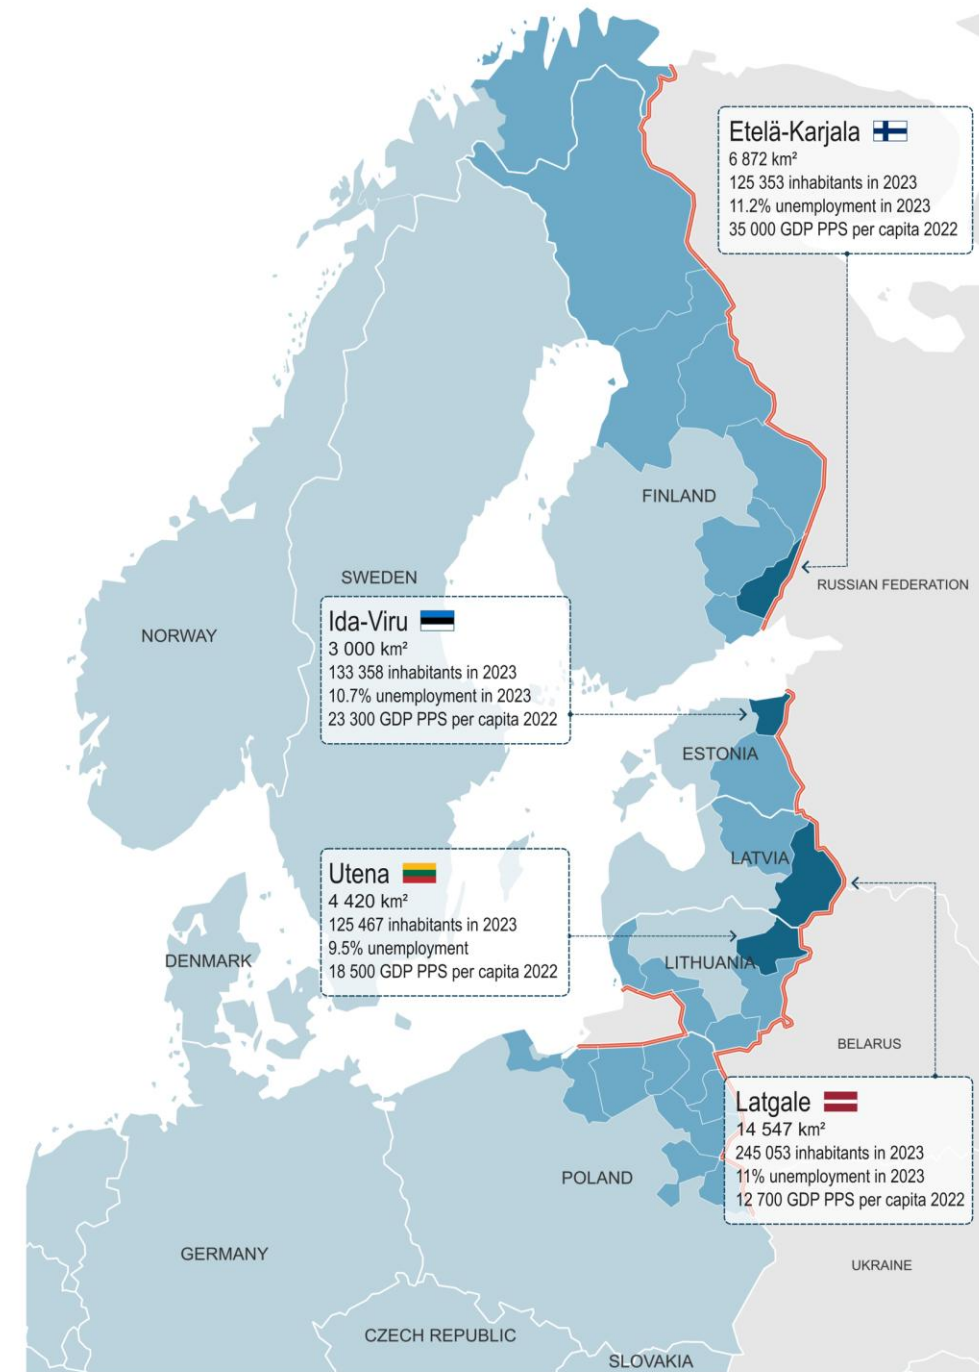 Etelä-Karjala
6 872 km²
125 353 inhabitants in 2023
11.2% unemployment in 2023
35 000 GDP PPS per capita 2022
FINLAND
SWEDEN
RUSSIAN FEDERATION
NORWAY
Ida-Viru
3 000 km²
133 358 inhabitants in 2023
10.7% unemployment in 2023
23 300 GDP PPS per capita 2022
ESTONIA
LATVIA
Utena
4 420 km²
125 467 inhabitants in 2023
9.5% unemployment
18 500 GDP PPS per capita 2022
DENMARK
LITHUANIA
BELARUS
Latgale
14 547 km²
245 053 inhabitants in 2023
11% unemployment in 2023
12 700 GDP PPS per capita 2022
POLAND
GERMANY
UKRAINE
CZECH REPUBLIC
SLOVAKIA